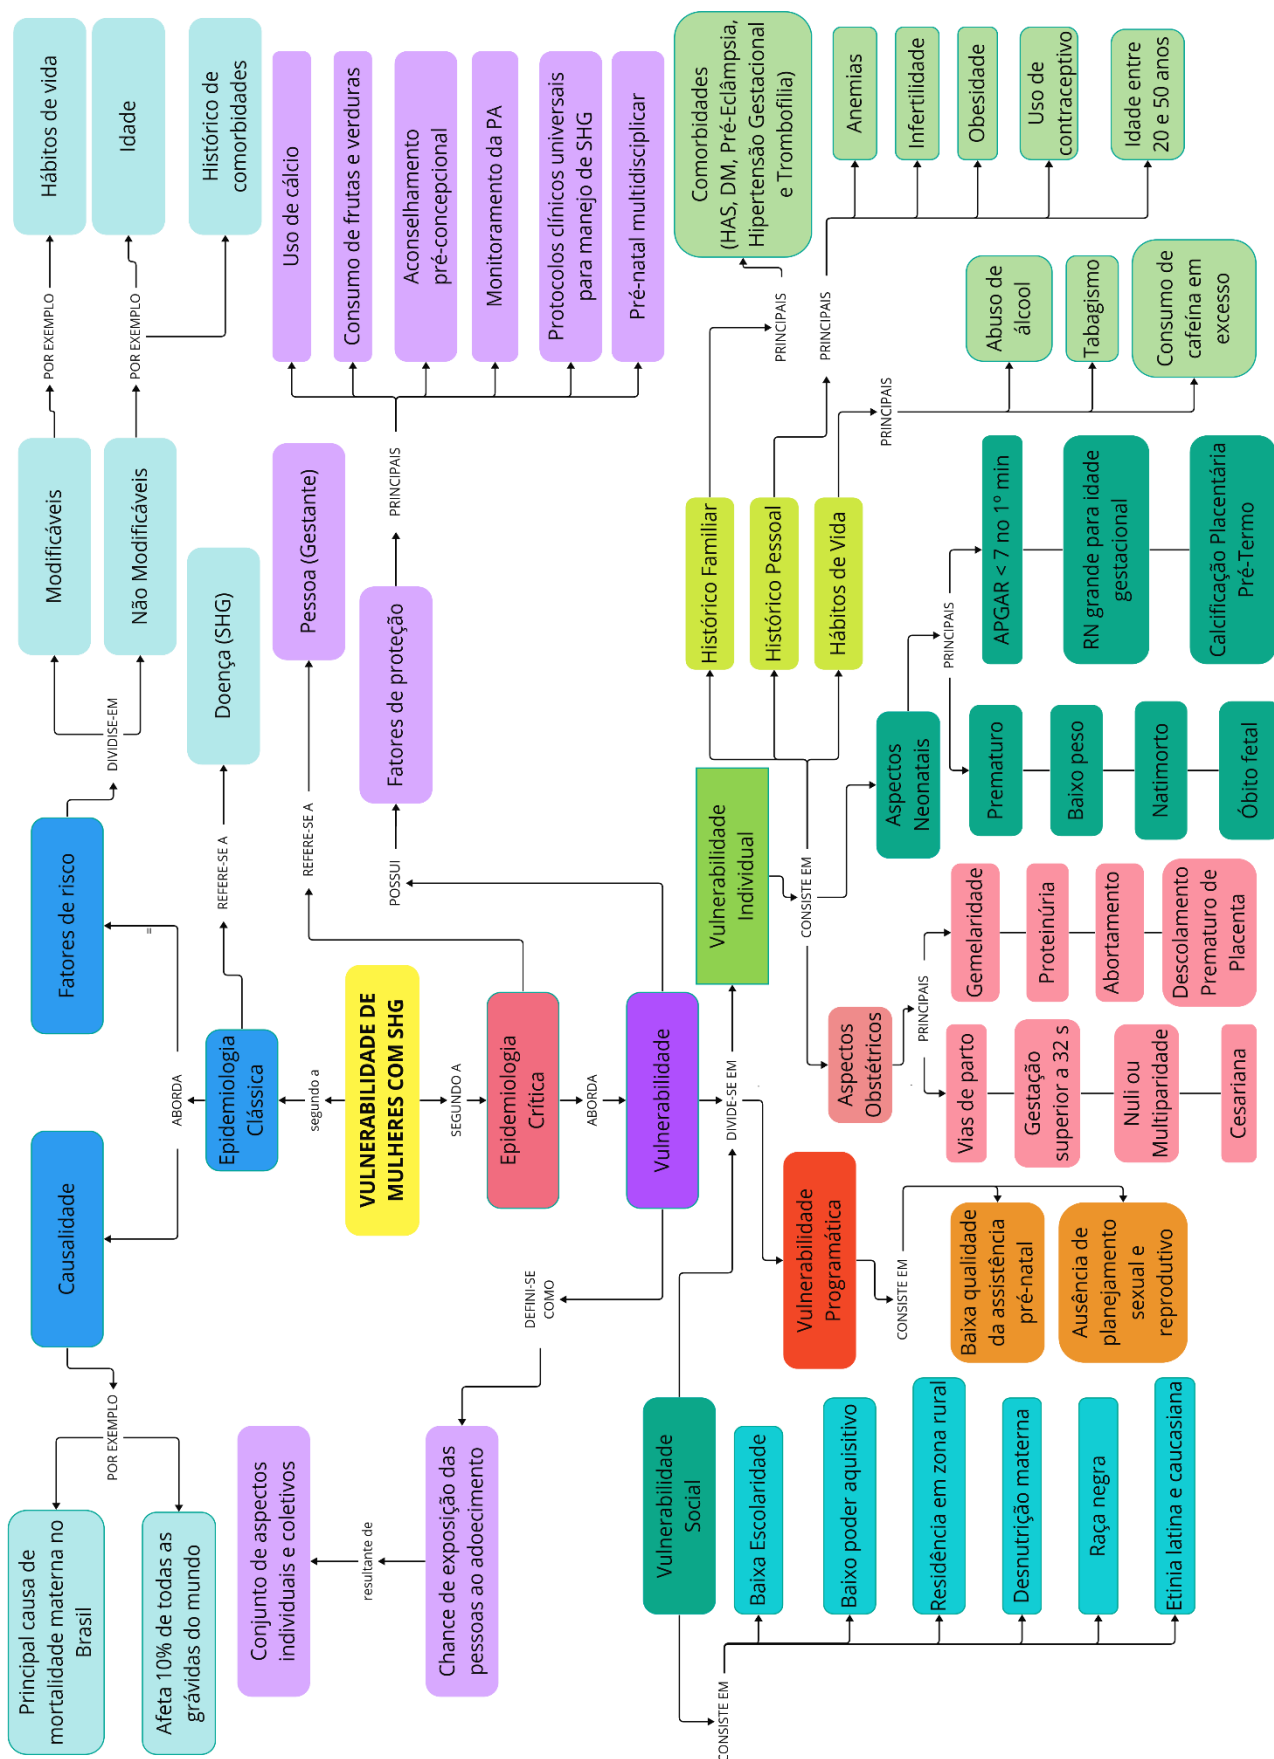 Principal causa de
mortalidade materna no
Brasil
Afeta 10% de todas as
grávidas do mundo
POR EXEMPLO
Causalidade
ABORDA
Fatores de risco
=
DIVIDISE-EM
Modificáveis
Não Modificáveis
POR EXEMPLO
POR EXEMPLO
Hábitos de vida
Idade
Histórico de
comorbidades
Epidemiologia
Clássica
REFERE-SE A
Doença (SHG)
segundo a
VULNERABILIDADE DE
MULHERES COM SHG
SEGUNDO A
Epidemiologia
Crítica
REFERE-SE A
Pessoa (Gestante)
ABORDA
Vulnerabilidade
POSSUI
Fatores de proteção
PRINCIPAIS
Uso de cálcio
Consumo de frutas e verduras
Aconselhamento
pré-concepcional
Monitoramento da PA
Protocolos clínicos universais
para manejo de SHG
Pré-natal multidisciplicar
DEFINI-SE
COMO
Chance de exposição das
pessoas ao adoecimento
resultante de
Conjunto de aspectos
individuais e coletivos
DIVIDE-SE EM
Vulnerabilidade
Social
CONSISTE EM
Baixa Escolaridade
Baixo poder aquisitivo
Residência em zona rural
Desnutrição materna
Raça negra
Etinia latina e caucasiana
Vulnerabilidade
Programática
CONSISTE EM
Baixa qualidade
da assistência
pré-natal
Ausência de
planejamento
sexual e
reprodutivo
Vulnerabilidade
Individual
CONSISTE EM
Aspectos
Obstétricos
PRINCIPAIS
Vias de parto
Gestação
superior a 32 s
Nuli ou
Multiparidade
Cesariana
Gemelaridade
Proteinúria
Abortamento
Descolamento
Prematuro de
Placenta
Aspectos
Neonatais
PRINCIPAIS
Prematuro
Baixo peso
Natimorto
Óbito fetal
APGAR < 7 no 1º min
RN grande para idade
gestacional
Calcificação Placentária
Pré-Termo
Histórico Familiar
Histórico Pessoal
Hábitos de Vida
PRINCIPAIS
PRINCIPAIS
PRINCIPAIS
Comorbidades
(HAS, DM, Pré-Eclâmpsia,
Hipertensão Gestacional
e Trombofilia)
Anemias
Infertilidade
Obesidade
Uso de
contraceptivo
Idade entre
20 e 50 anos
Abuso de
álcool
Tabagismo
Consumo de
cafeína em
excesso